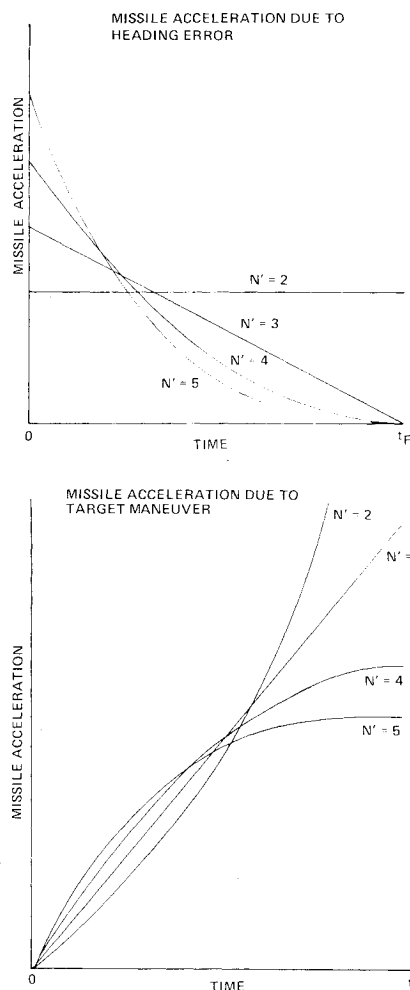 MISSILE ACCELERATION DUE TO
HEADING ERROR
MISSILE ACCELERATION
N' = 2
N' = 3
N' = 4
N' = 5
0
TIME
t_F
MISSILE ACCELERATION DUE TO
TARGET MANEUVER
MISSILE ACCELERATION
N' = 2
N' =
N' = 4
N' = 5
0
TIME
t